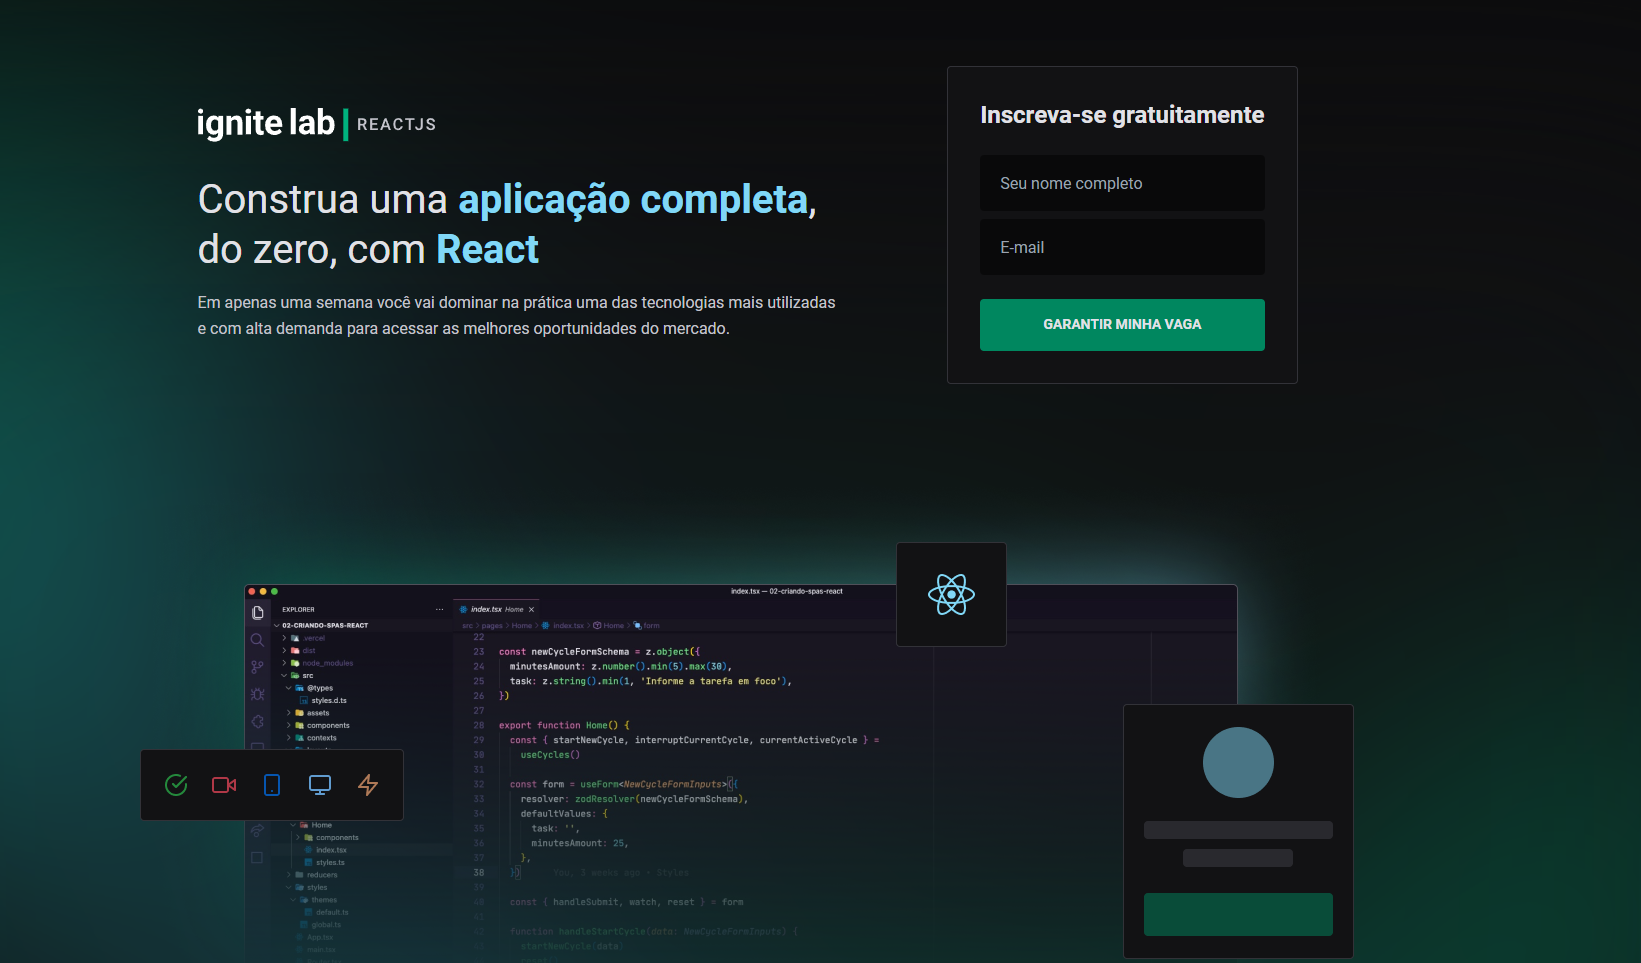 ignite lab | REACTJS
Construa uma aplicação completa,
do zero, com React
Em apenas uma semana você vai dominar na prática uma das tecnologias mais utilizadas
e com alta demanda para acessar as melhores oportunidades do mercado.
Inscreva-se gratuitamente
Seu nome completo
E-mail
GARANTIR MINHA VAGA
index.tsx — 02-criando-spas-react
EXPLORER ...
02-CRIANDO-SPAS-REACT
.vercel
dist
node_modules
src
@types
styles.d.ts
assets
components
contexts
Home
components
index.tsx
styles.ts
reducers
styles
themes
default.ts
global.ts
App.tsx
main.tsx
index.tsx Home ×
src > pages > Home > index.tsx > Home > form
22
23 const newCycleFormSchema = z.object({
24 minutesAmount: z.number().min(5).max(30),
25 task: z.string().min(1, 'Informe a tarefa em foco'),
26 })
27
28 export function Home() {
29 const { startNewCycle, interruptCurrentCycle, currentActiveCycle } =
30 useCycles()
31
32 const form = useForm<NewCycleFormInputs>({
33 resolver: zodResolver(newCycleFormSchema),
34 defaultValues: {
35 task: '',
36 minutesAmount: 25,
37 },
38 }) You, 3 weeks ago • Styles
39
40 const { handleSubmit, watch, reset } = form
41
42 function handleStartCycle(data: NewCycleFormInputs) {
43 startNewCycle(data)